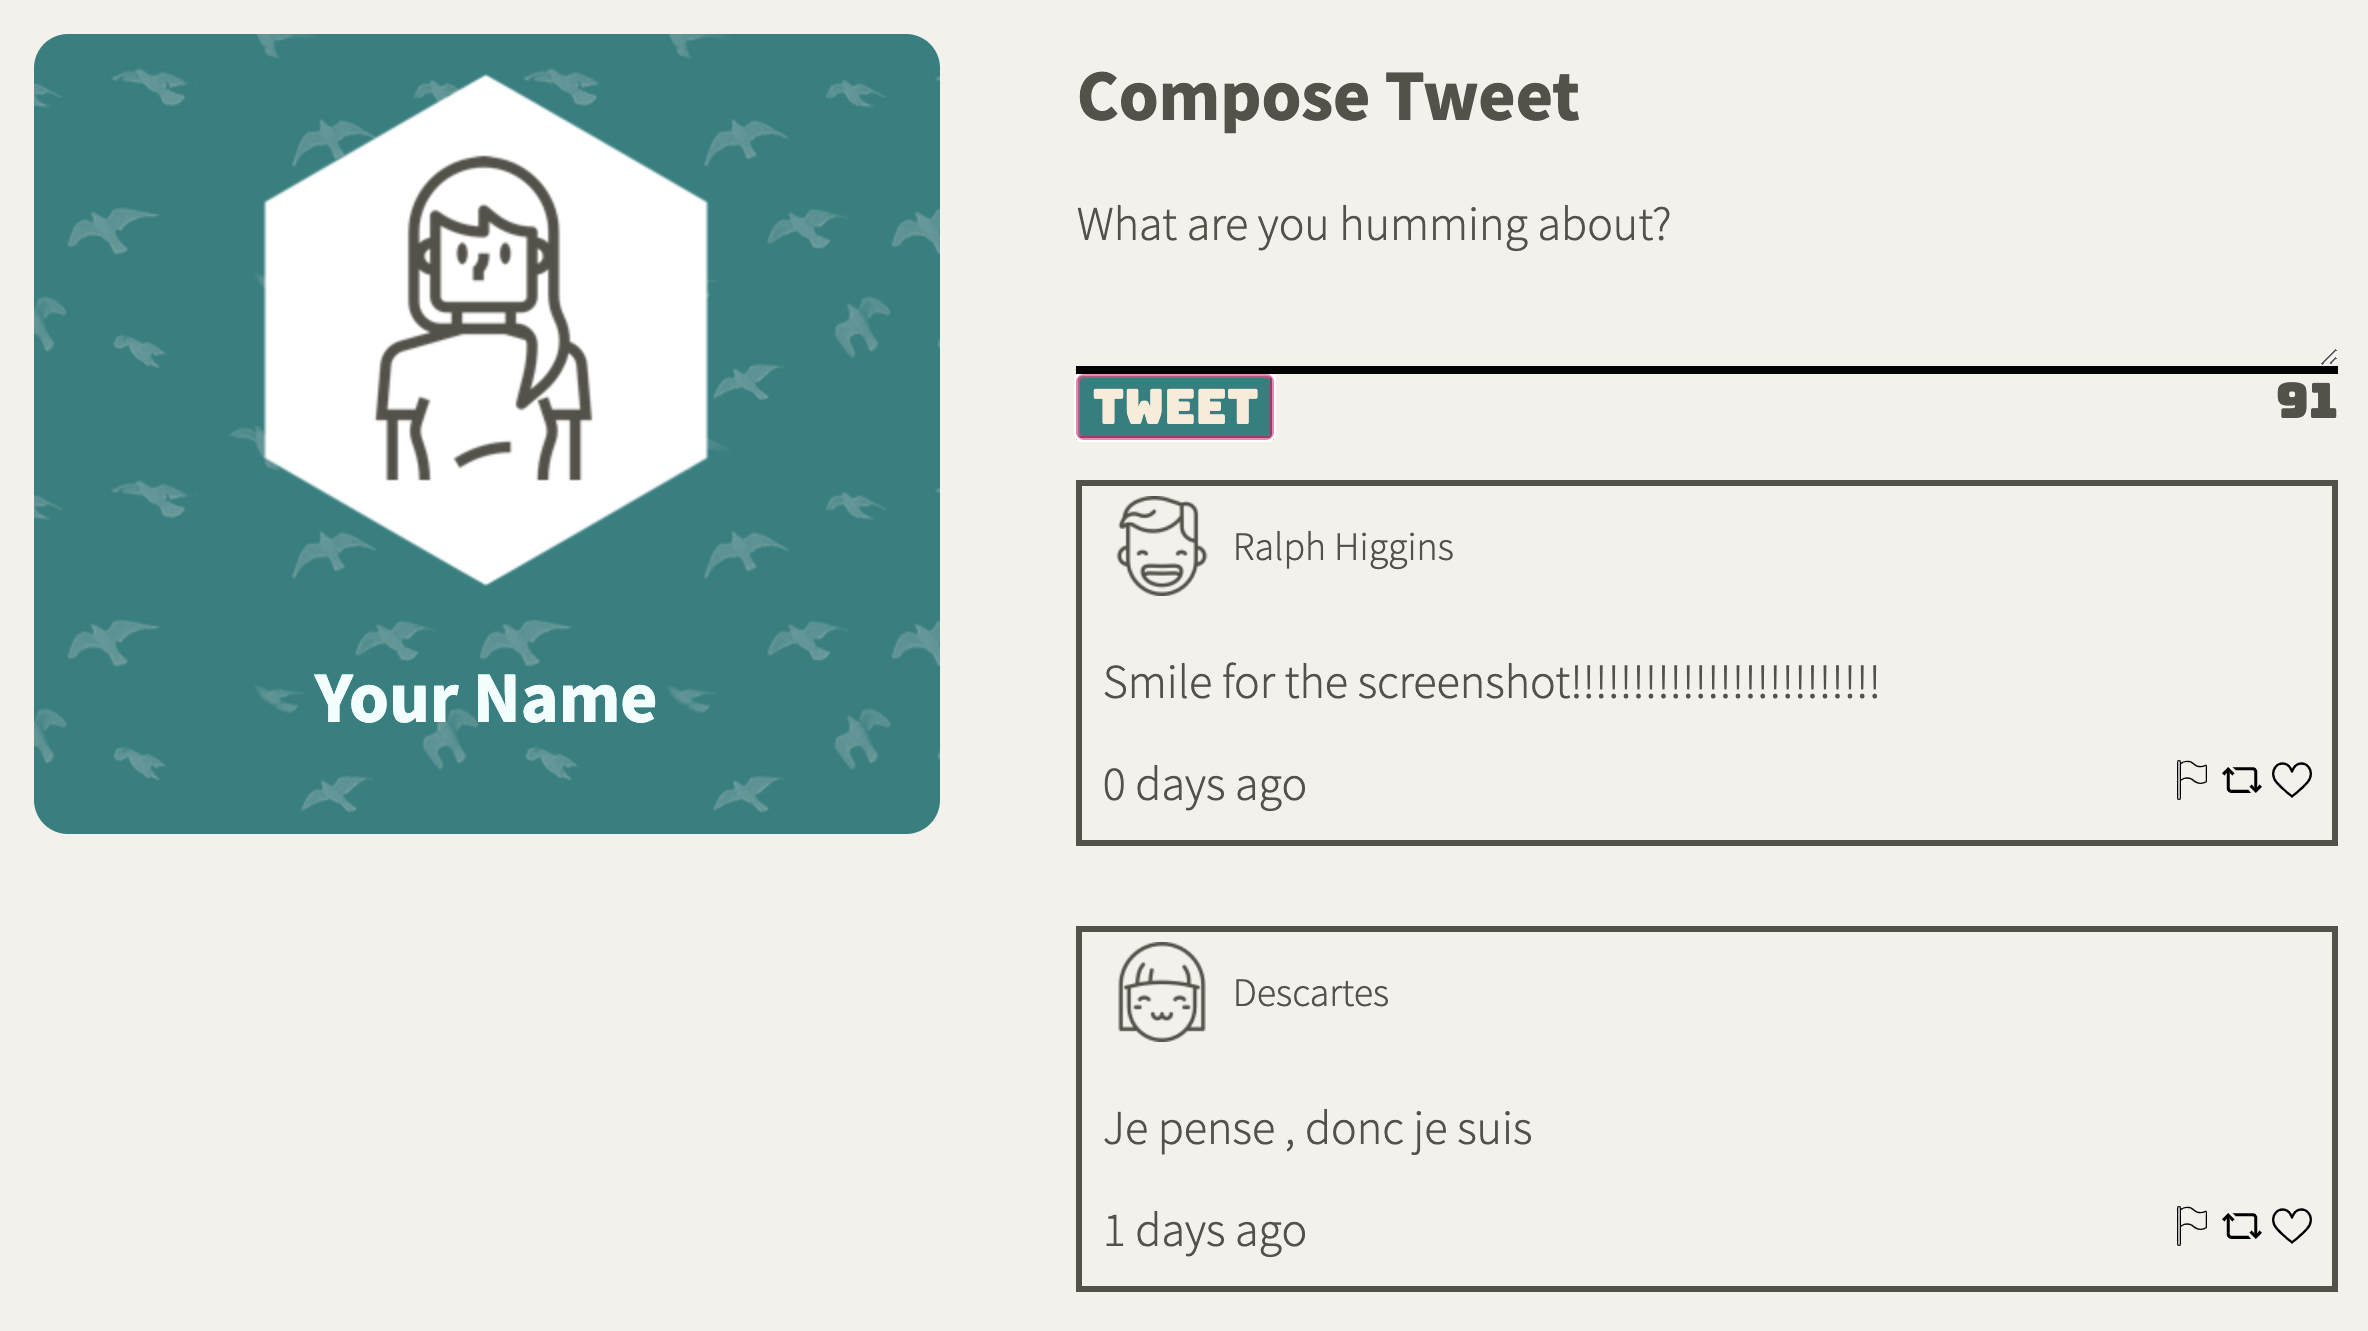 Your Name
Compose Tweet
What are you humming about?
TWEET
91
Ralph Higgins
Smile for the screenshot!!!!!!!!!!!!!!!!!!!!!!!!!
0 days ago
Descartes
Je pense , donc je suis
1 days ago